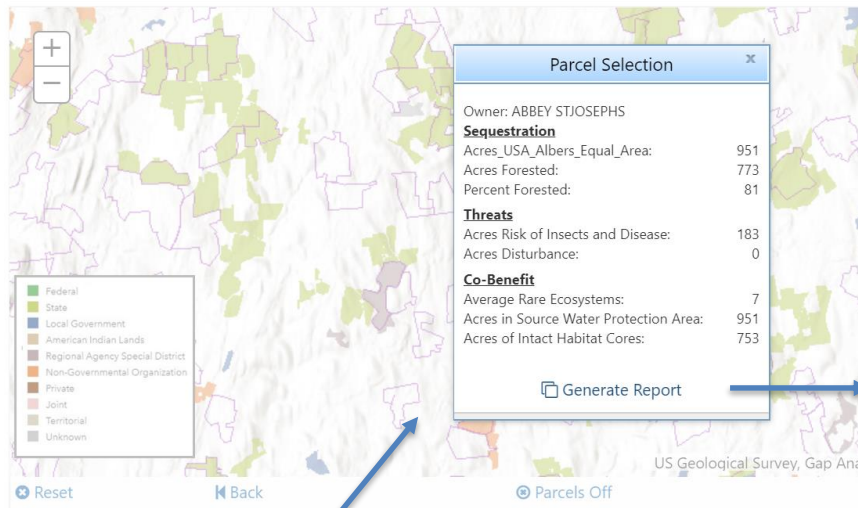 +
−
Parcel Selection
x
Owner: ABBEY STJOSEPHS
Sequestration
Acres_USA_Albers_Equal_Area: 951
Acres Forested: 773
Percent Forested: 81
Threats
Acres Risk of Insects and Disease: 183
Acres Disturbance: 0
Co-Benefit
Average Rare Ecosystems: 7
Acres in Source Water Protection Area: 951
Acres of Intact Habitat Cores: 753
Generate Report
Federal
State
Local Government
American Indian Lands
Regional Agency Special District
Non-Governmental Organization
Private
Joint
Territorial
Unknown
US Geological Survey, Gap Ana
Reset
Back
Parcels Off